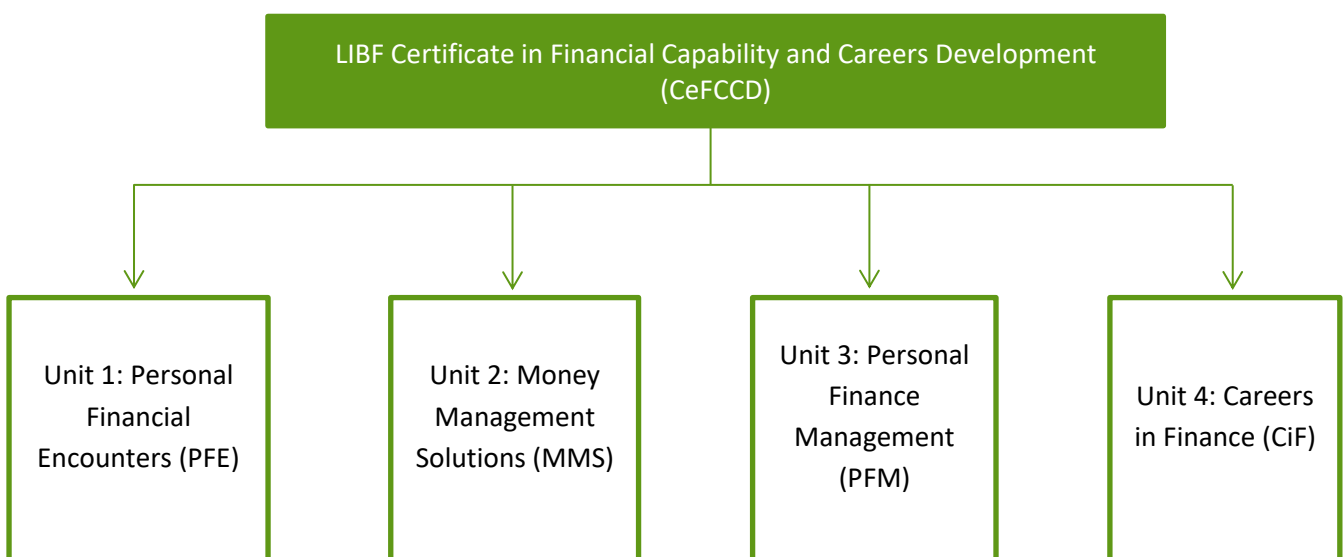 LIBF Certificate in Financial Capability and Careers Development
(CeFCCD)
Unit 1: Personal
Financial
Encounters (PFE)
Unit 2: Money
Management
Solutions (MMS)
Unit 3: Personal
Finance
Management
(PFM)
Unit 4: Careers
in Finance (CiF)